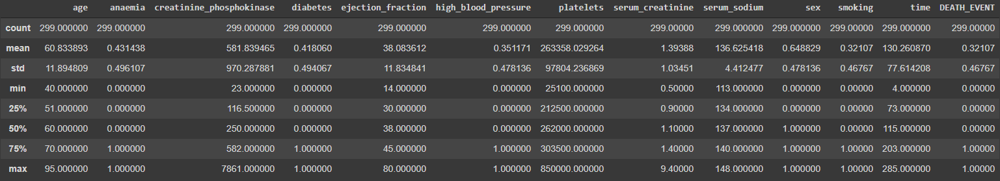 age anaemia creatinine_phosphokinase diabetes ejection_fraction high_blood_pressure platelets serum_creatinine serum_sodium sex smoking time DEATH_EVENT
count 299.000000 299.000000 299.000000 299.000000 299.000000 299.000000 299.000000 299.00000 299.000000 299.000000 299.00000 299.000000 299.00000
mean 60.833893 0.431438 581.839465 0.418060 38.083612 0.351171 263358.029264 1.39388 136.625418 0.648829 0.32107 130.260870 0.32107
std 11.894809 0.496107 970.287881 0.494067 11.834841 0.478136 97804.236869 1.03451 4.412477 0.478136 0.46767 77.614208 0.46767
min 40.000000 0.000000 23.000000 0.000000 14.000000 0.000000 25100.000000 0.50000 113.000000 0.000000 0.00000 4.000000 0.00000
25% 51.000000 0.000000 116.500000 0.000000 30.000000 0.000000 212500.000000 0.90000 134.000000 0.000000 0.00000 73.000000 0.00000
50% 60.000000 0.000000 250.000000 0.000000 38.000000 0.000000 262000.000000 1.10000 137.000000 1.000000 0.00000 115.000000 0.00000
75% 70.000000 1.000000 582.000000 1.000000 45.000000 1.000000 303500.000000 1.40000 140.000000 1.000000 1.00000 203.000000 1.00000
max 95.000000 1.000000 7861.000000 1.000000 80.000000 1.000000 850000.000000 9.40000 148.000000 1.000000 1.00000 285.000000 1.00000